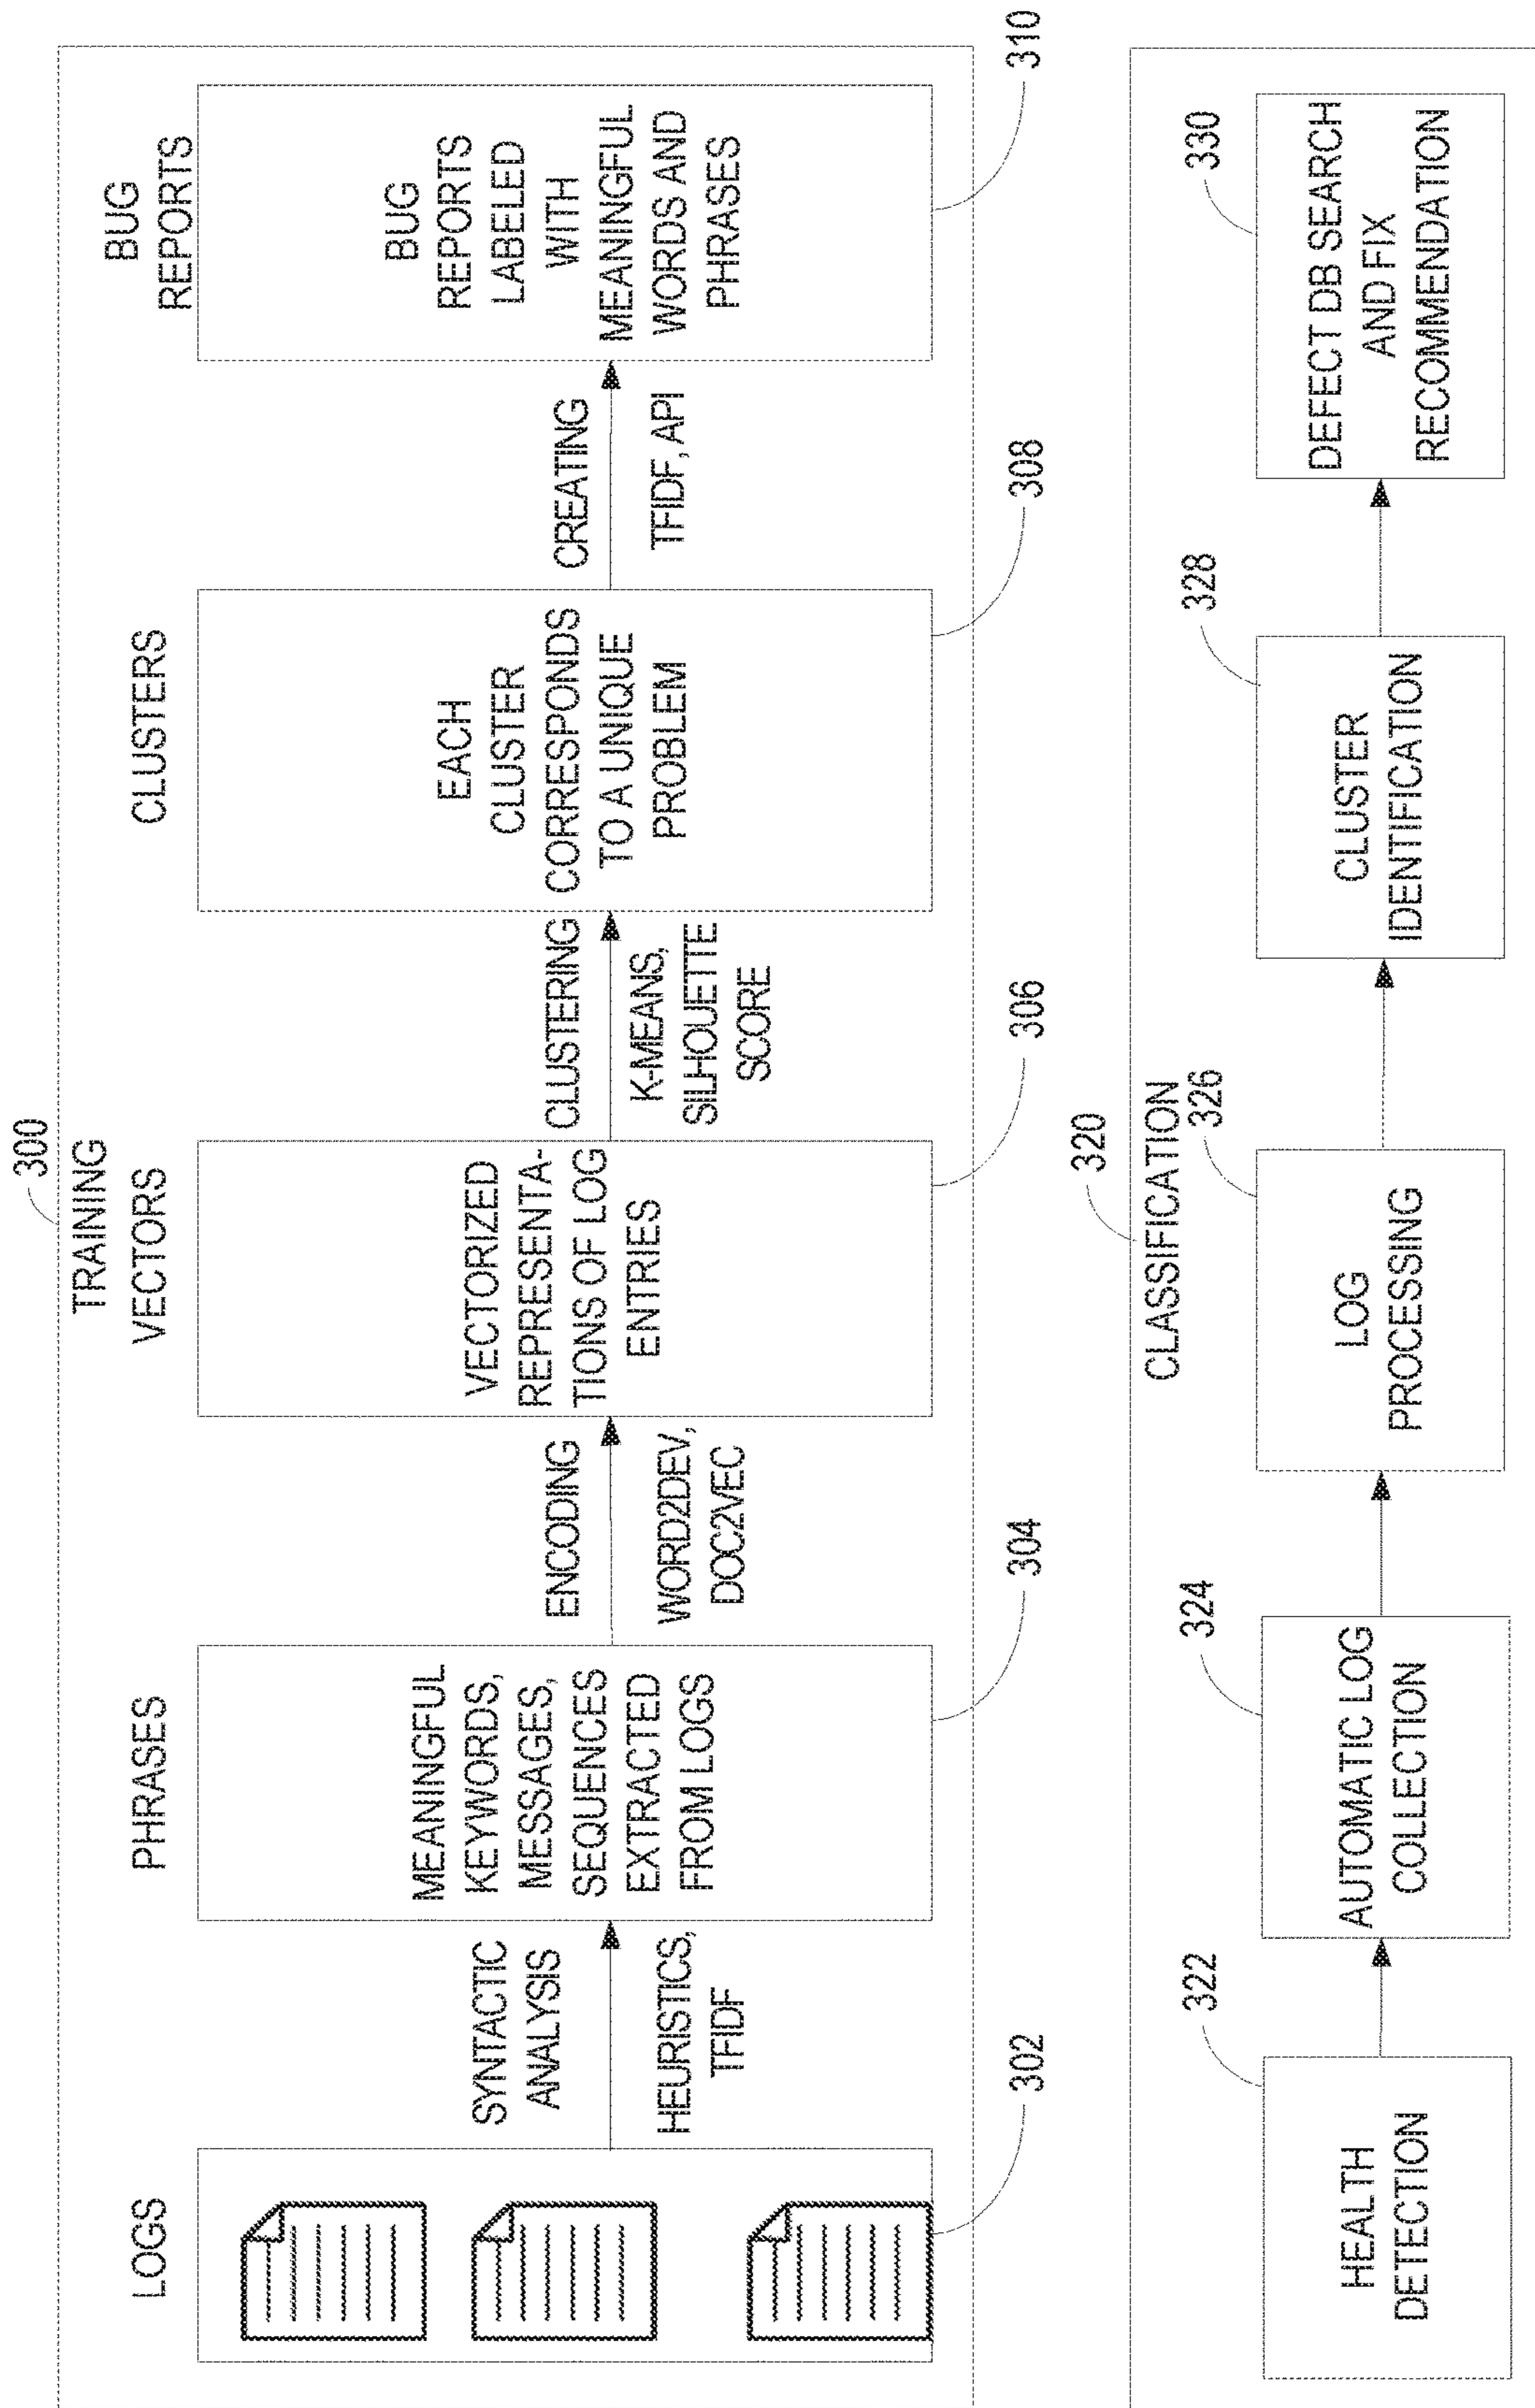 300
TRAINING
LOGS
302
SYNTACTIC
ANALYSIS
HEURISTICS,
TFIDF
PHRASES
MEANINGFUL
KEYWORDS,
MESSAGES,
SEQUENCES
EXTRACTED
FROM LOGS
304
ENCODING
WORD2DEV,
DOC2VEC
VECTORS
VECTORIZED
REPRESENTA-
TIONS OF LOG
ENTRIES
306
CLUSTERING
K-MEANS,
SILHOUETTE
SCORE
CLUSTERS
EACH
CLUSTER
CORRESPONDS
TO A UNIQUE
PROBLEM
308
CREATING
TFIDF, API
BUG
REPORTS
BUG
REPORTS
LABELED
WITH
MEANINGFUL
WORDS AND
PHRASES
310
320
CLASSIFICATION
322
HEALTH
DETECTION
324
AUTOMATIC LOG
COLLECTION
326
LOG
PROCESSING
328
CLUSTER
IDENTIFICATION
330
DEFECT DB SEARCH
AND FIX
RECOMMENDATION